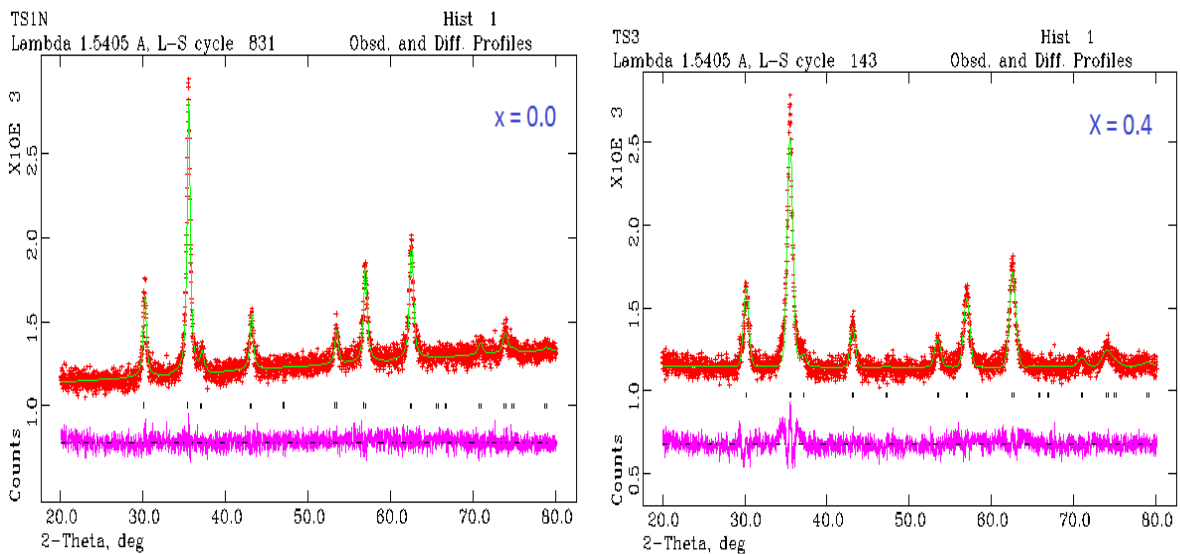 TS1N Hist 1
Lambda 1.5405 A, L-S cycle 831 Obsd. and Diff. Profiles
x = 0.0
X10E 3
2.5
2.0
1.5
1.0
Counts
20.0 30.0 40.0 50.0 60.0 70.0 80.0
2-Theta, deg
TS3 Hist 1
Lambda 1.5405 A, L-S cycle 143 Obsd. and Diff. Profiles
X = 0.4
X10E 3
2.5
2.0
1.5
1.0
0.5
Counts
20.0 30.0 40.0 50.0 60.0 70.0 80.0
2-Theta, deg